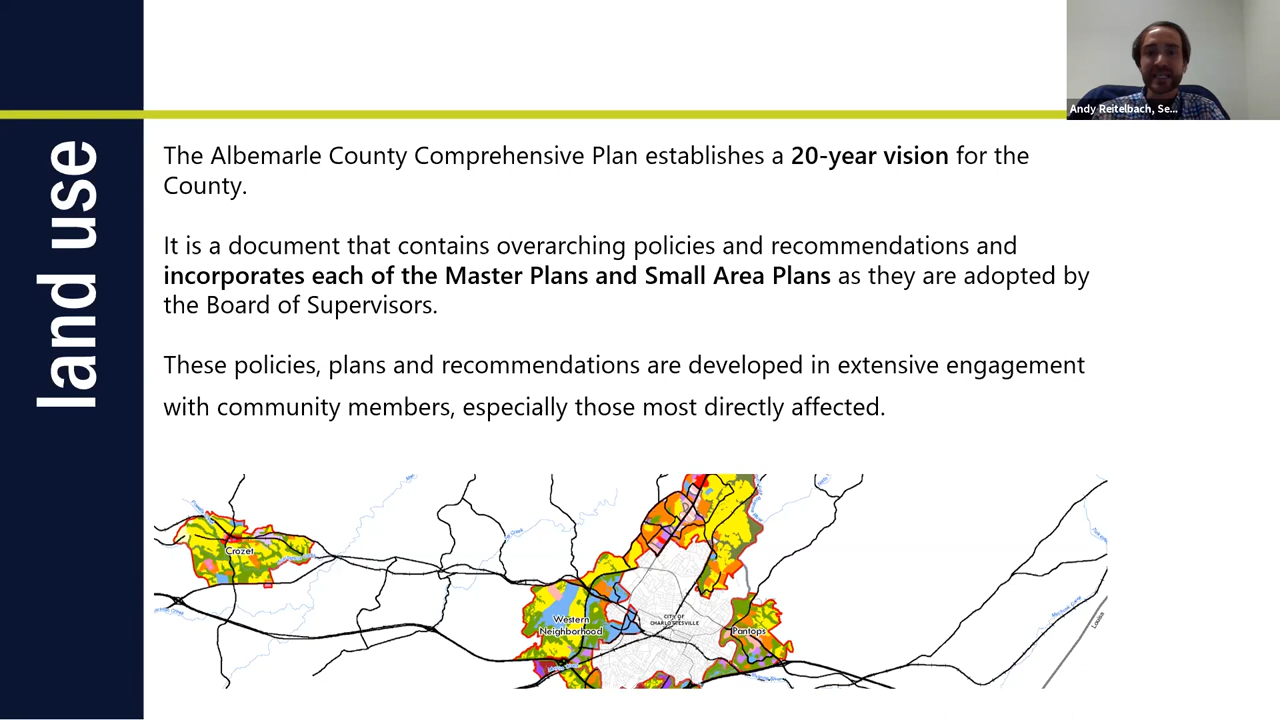 Andy Reitelbach, Se...
land use
The Albemarle County Comprehensive Plan establishes a 20-year vision for the
County.
It is a document that contains overarching policies and recommendations and
incorporates each of the Master Plans and Small Area Plans as they are adopted by
the Board of Supervisors.
These policies, plans and recommendations are developed in extensive engagement
with community members, especially those most directly affected.
Crozet
Western
Neighborhood
CITY OF
CHARLOTTESVILLE
Pantops
Louisa